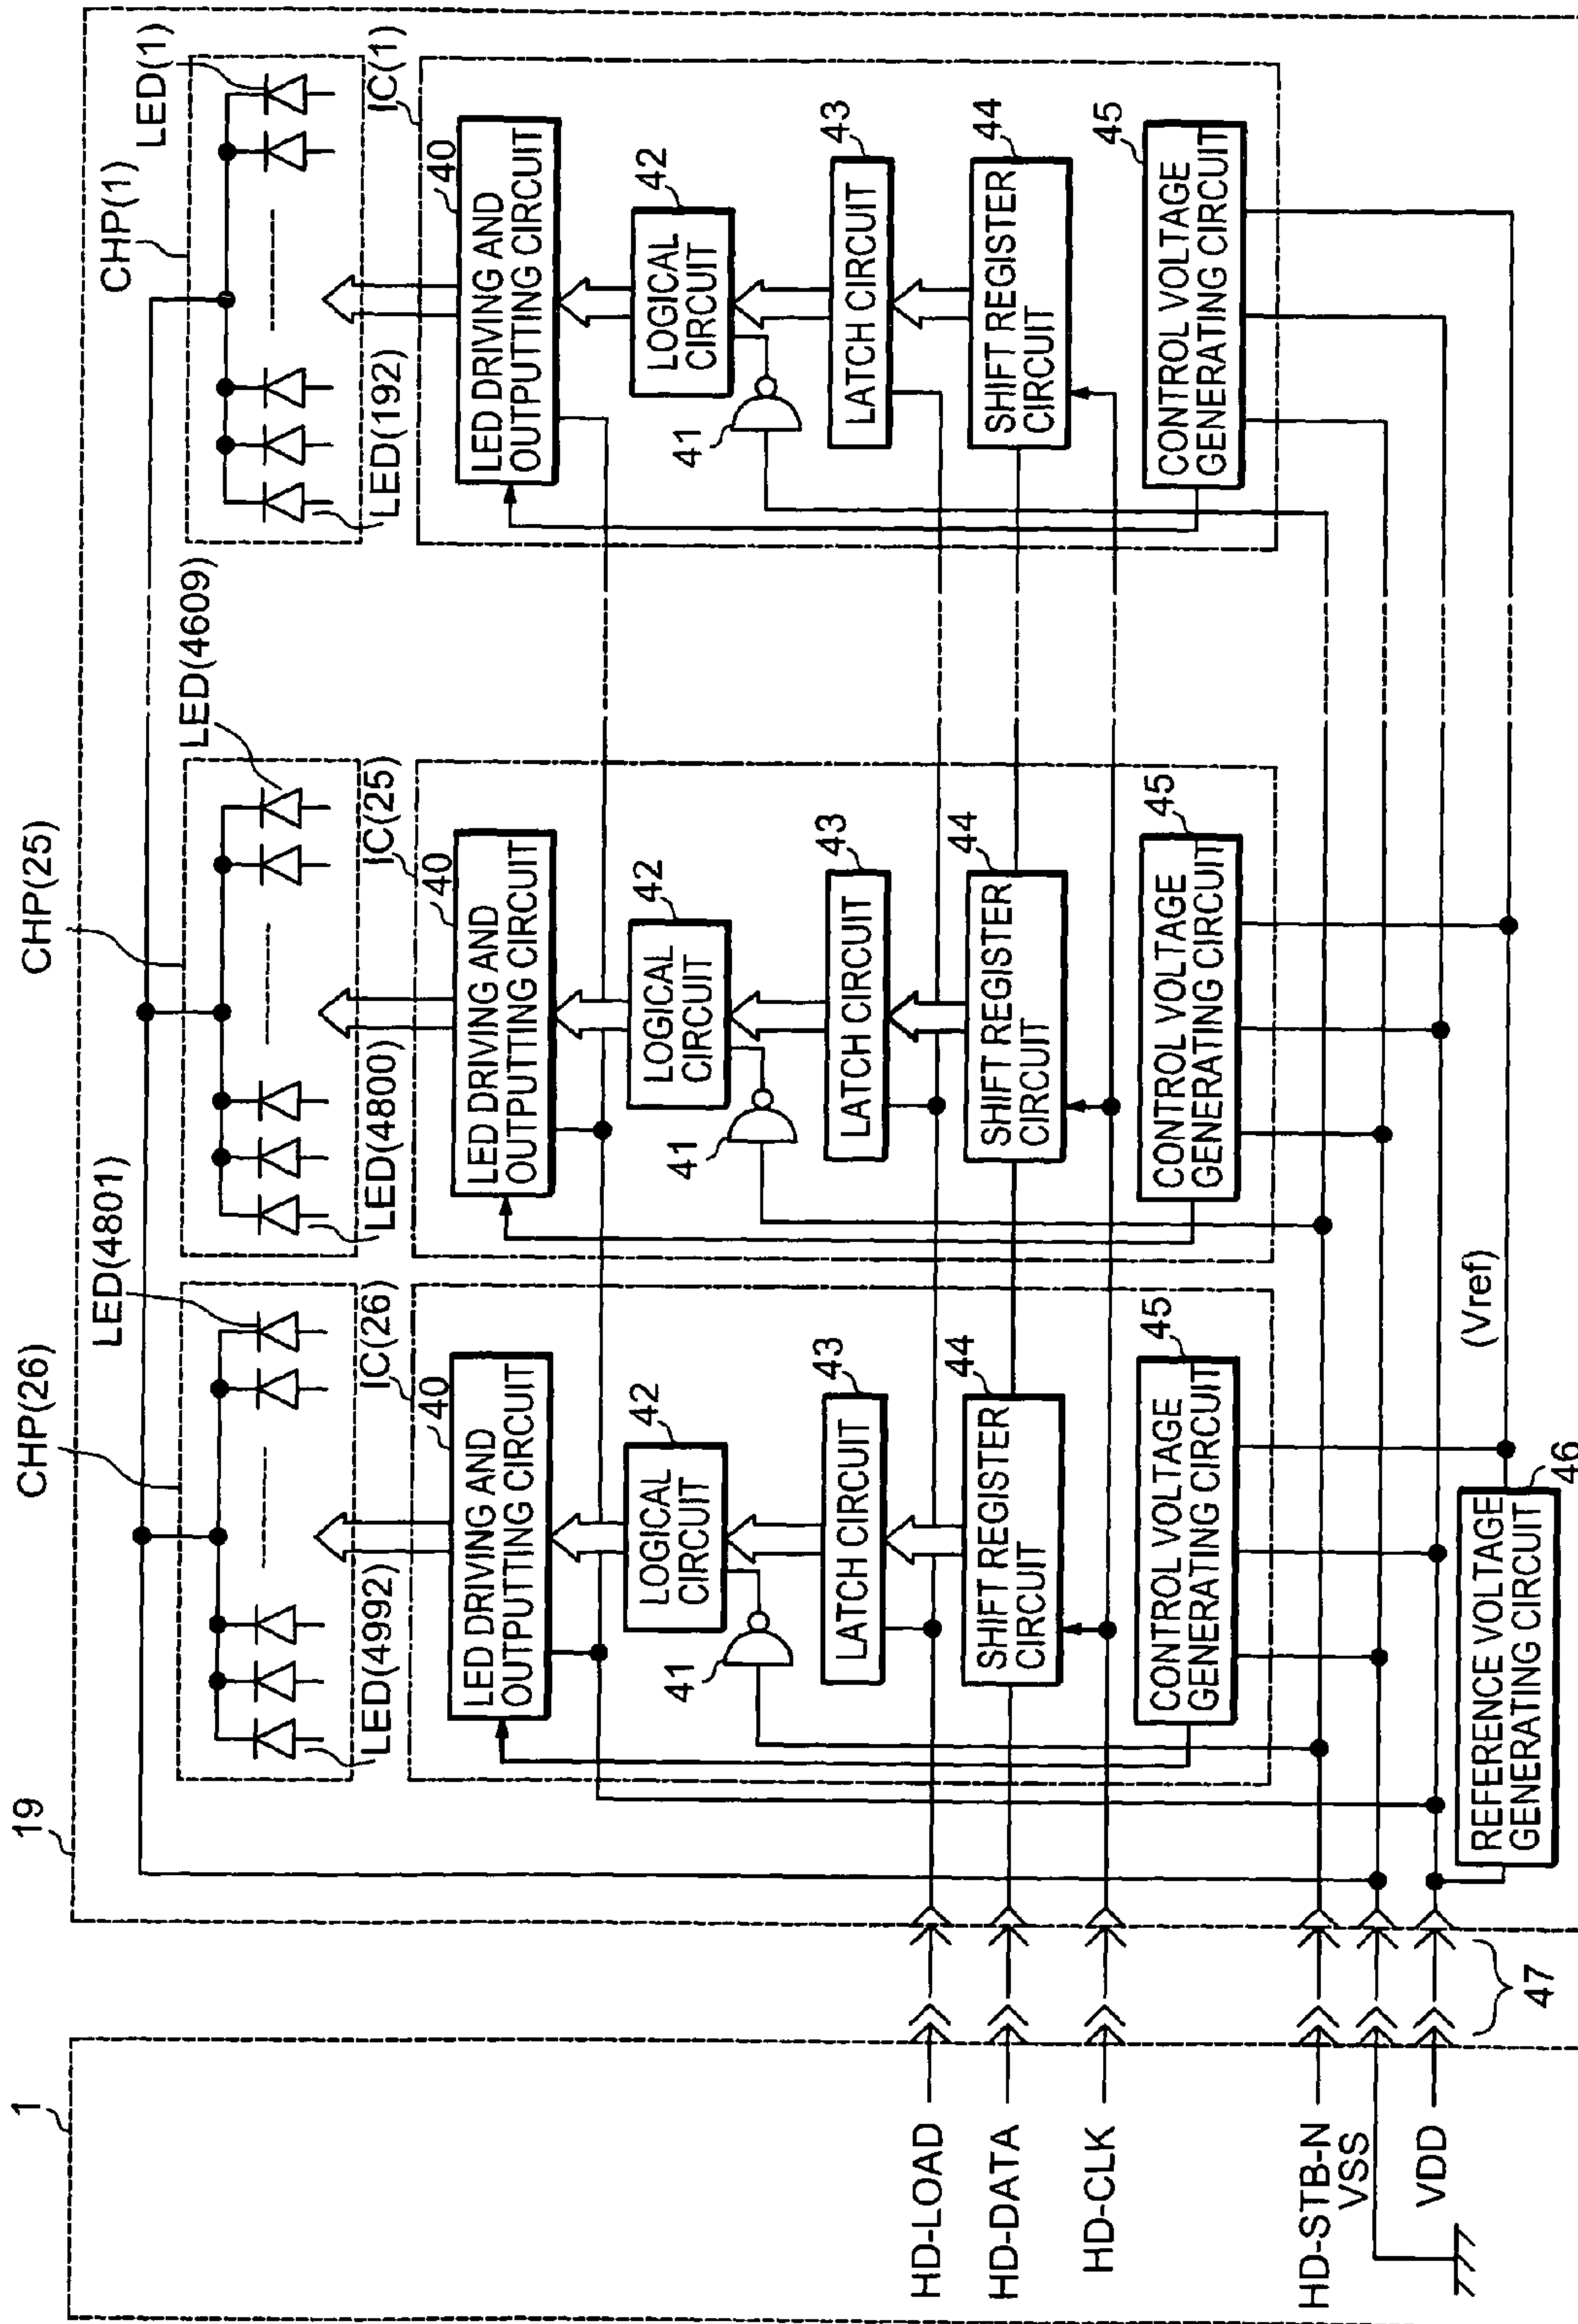 1
19
CHP(26)
CHP(25)
CHP(1)
LED(4801)
LED(4609)
LED(1)
LED(4992)
LED(4800)
LED(192)
IC(26)
IC(25)
IC(1)
40
LED DRIVING AND
OUTPUTTING CIRCUIT
40
LED DRIVING AND
OUTPUTTING CIRCUIT
40
LED DRIVING AND
OUTPUTTING CIRCUIT
42
LOGICAL
CIRCUIT
42
LOGICAL
CIRCUIT
42
LOGICAL
CIRCUIT
41
41
41
43
LATCH CIRCUIT
43
LATCH CIRCUIT
43
LATCH CIRCUIT
44
SHIFT REGISTER
CIRCUIT
44
SHIFT REGISTER
CIRCUIT
44
SHIFT REGISTER
CIRCUIT
45
CONTROL VOLTAGE
GENERATING CIRCUIT
45
CONTROL VOLTAGE
GENERATING CIRCUIT
45
CONTROL VOLTAGE
GENERATING CIRCUIT
HD-LOAD
HD-DATA
HD-CLK
HD-STB-N
VSS
VDD
47
(Vref)
46
REFERENCE VOLTAGE
GENERATING CIRCUIT